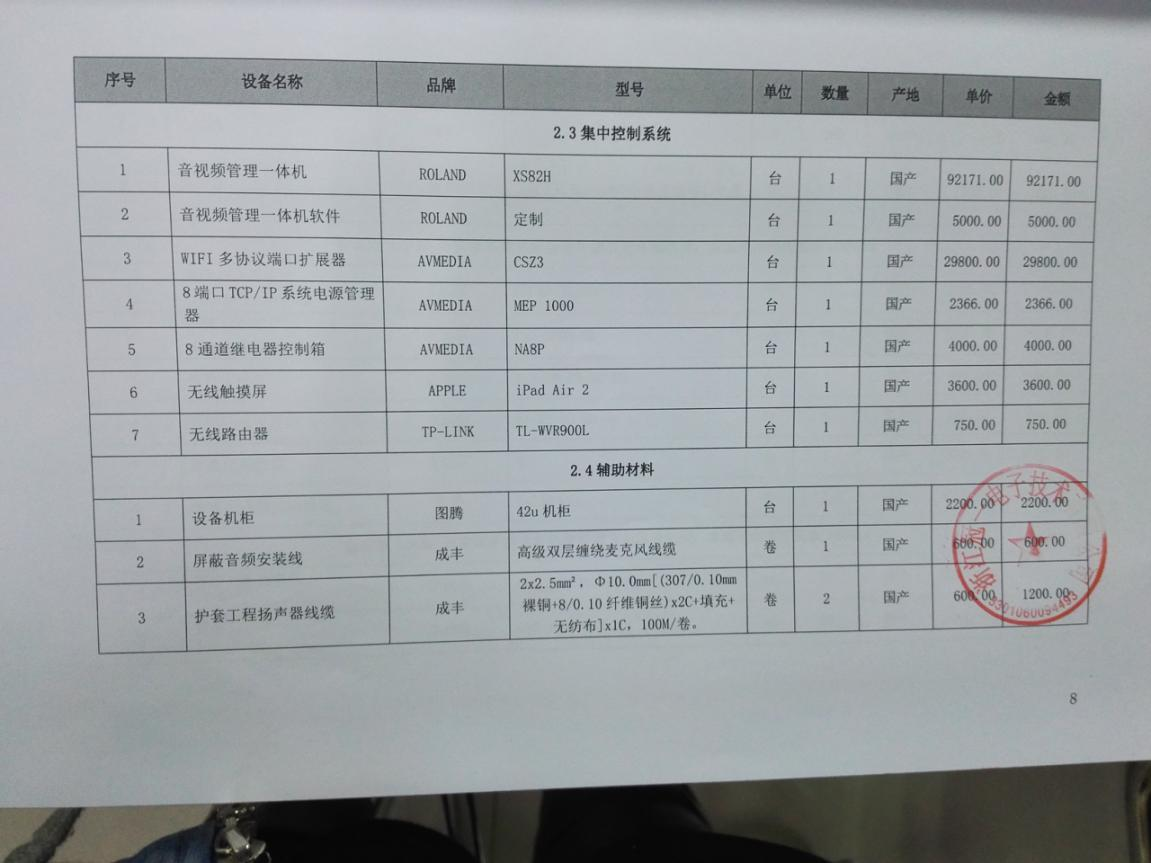 序号 设备名称 品牌 型号 单位 数量 产地 单价 金额
2.3 集中控制系统
1 音视频管理一体机 ROLAND XS82H 台 1 国产 92171.00 92171.00
2 音视频管理一体机软件 ROLAND 定制 台 1 国产 5000.00 5000.00
3 WIFI 多协议端口扩展器 AVMEDIA CSZ3 台 1 国产 29800.00 29800.00
4 8 端口 TCP/IP 系统电源管理器 AVMEDIA MEP 1000 台 1 国产 2366.00 2366.00
5 8 通道继电器控制箱 AVMEDIA NA8P 台 1 国产 4000.00 4000.00
6 无线触摸屏 APPLE iPad Air 2 台 1 国产 3600.00 3600.00
7 无线路由器 TP-LINK TL-WVR900L 台 1 国产 750.00 750.00
2.4 辅助材料
1 设备机柜 图腾 42u 机柜 台 1 国产 2200.00 2200.00
2 屏蔽音频安装线 成丰 高级双层缠绕麦克风线缆 卷 1 国产 600.00 600.00
3 护套工程扬声器线缆 成丰 2x2.5mm²，Φ10.0mm[(307/0.10mm
裸铜+8/0.10 纤维铜丝)x2C+填充+
无纺布]x1C，100M/卷。 卷 2 国产 600.00 1200.00
电子技术
3301060094493
8